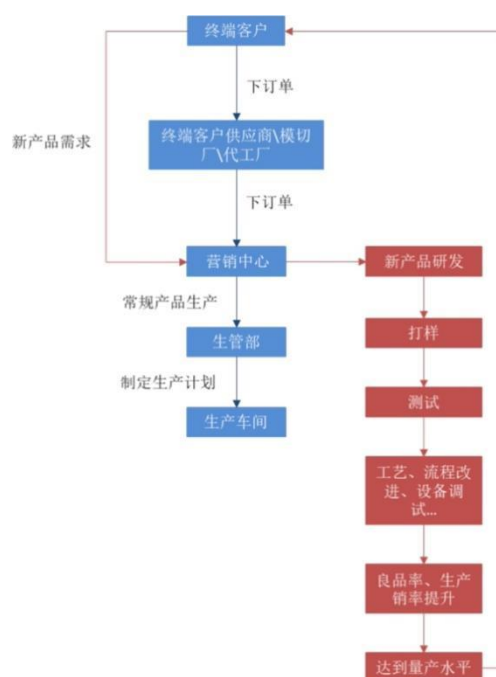 终端客户
下订单
新产品需求
终端客户供应商\模切
厂\代工厂
下订单
营销中心
新产品研发
常规产品生产
打样
生管部
制定生产计划
测试
生产车间
工艺、流程改
进、设备调
试...
良品率、生产
销率提升
达到量产水平